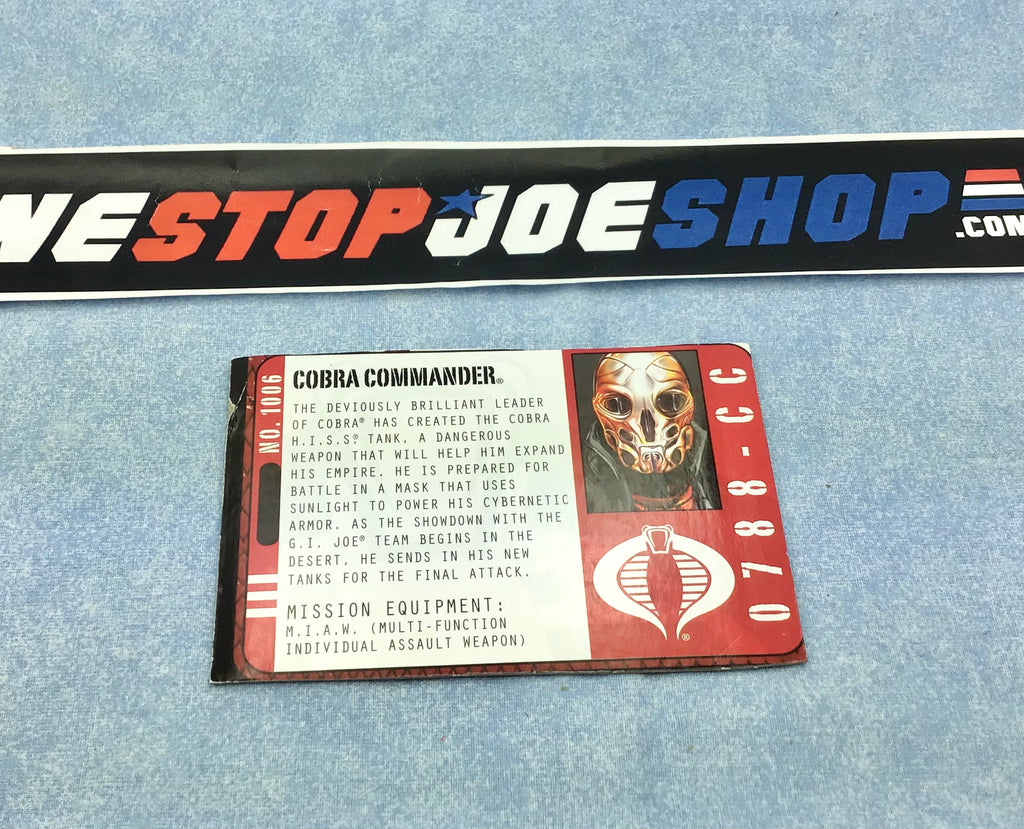 NESTOPJOESHOP
.CON
NO. 1006
COBRA COMMANDER®
THE DEVIOUSLY BRILLIANT LEADER
OF COBRA® HAS CREATED THE COBRA
H.I.S.S.® TANK, A DANGEROUS
WEAPON THAT WILL HELP HIM EXPAND
HIS EMPIRE. HE IS PREPARED FOR
BATTLE IN A MASK THAT USES
SUNLIGHT TO POWER HIS CYBERNETIC
ARMOR. AS THE SHOWDOWN WITH THE
G.I. JOE® TEAM BEGINS IN THE
DESERT, HE SENDS IN HIS NEW
TANKS FOR THE FINAL ATTACK.
MISSION EQUIPMENT:
M.I.A.W. (MULTI-FUNCTION
INDIVIDUAL ASSAULT WEAPON)
®
0788-CC